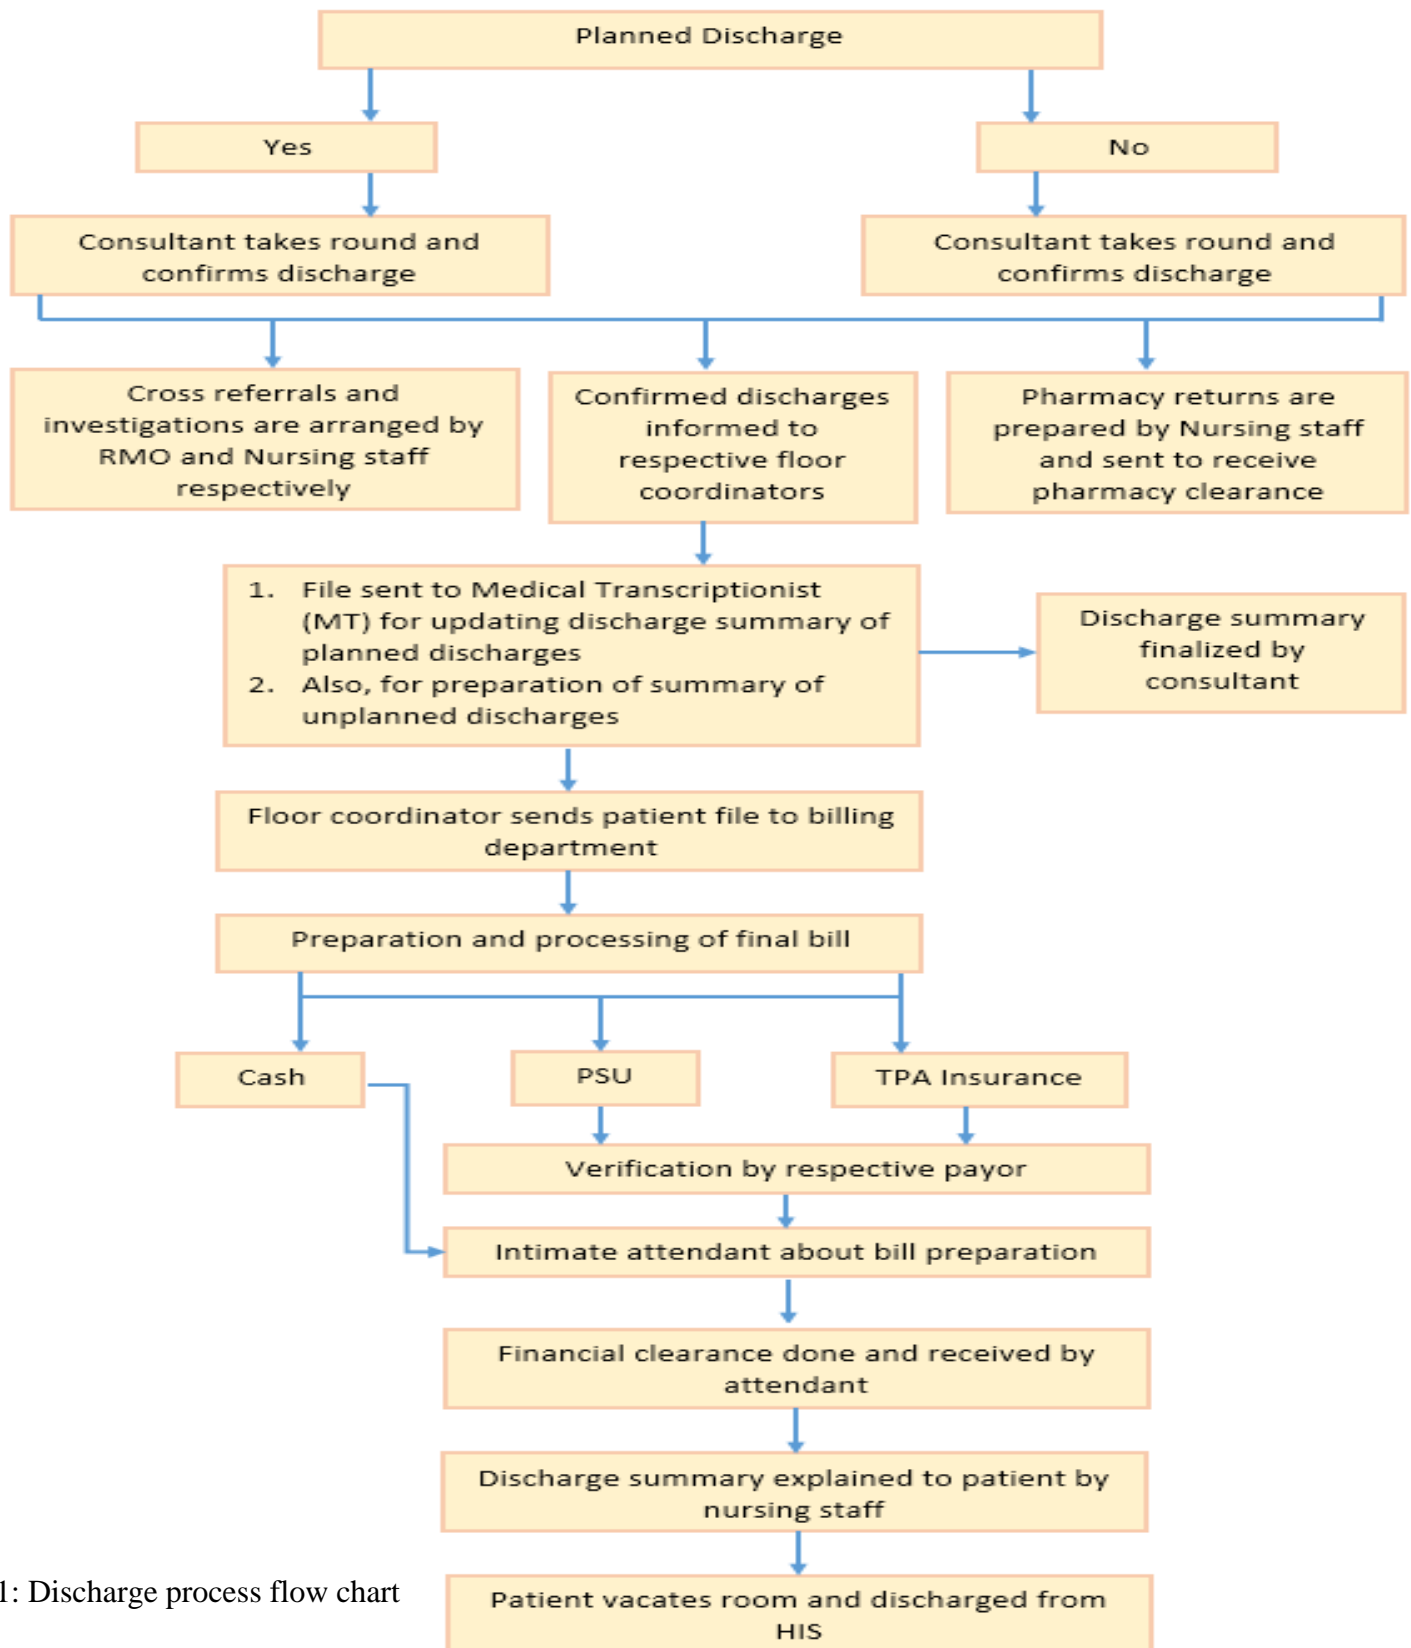 Planned Discharge
Yes
No
Consultant takes round and
confirms discharge
Consultant takes round and
confirms discharge
Cross referrals and
investigations are arranged by
RMO and Nursing staff
respectively
Confirmed discharges
informed to
respective floor
coordinators
Pharmacy returns are
prepared by Nursing staff
and sent to receive
pharmacy clearance
1. File sent to Medical Transcriptionist
(MT) for updating discharge summary of
planned discharges
2. Also, for preparation of summary of
unplanned discharges
Discharge summary
finalized by
consultant
Floor coordinator sends patient file to billing
department
Preparation and processing of final bill
Cash
PSU
TPA Insurance
Verification by respective payor
Intimate attendant about bill preparation
Financial clearance done and received by
attendant
Discharge summary explained to patient by
nursing staff
1: Discharge process flow chart
Patient vacates room and discharged from
HIS